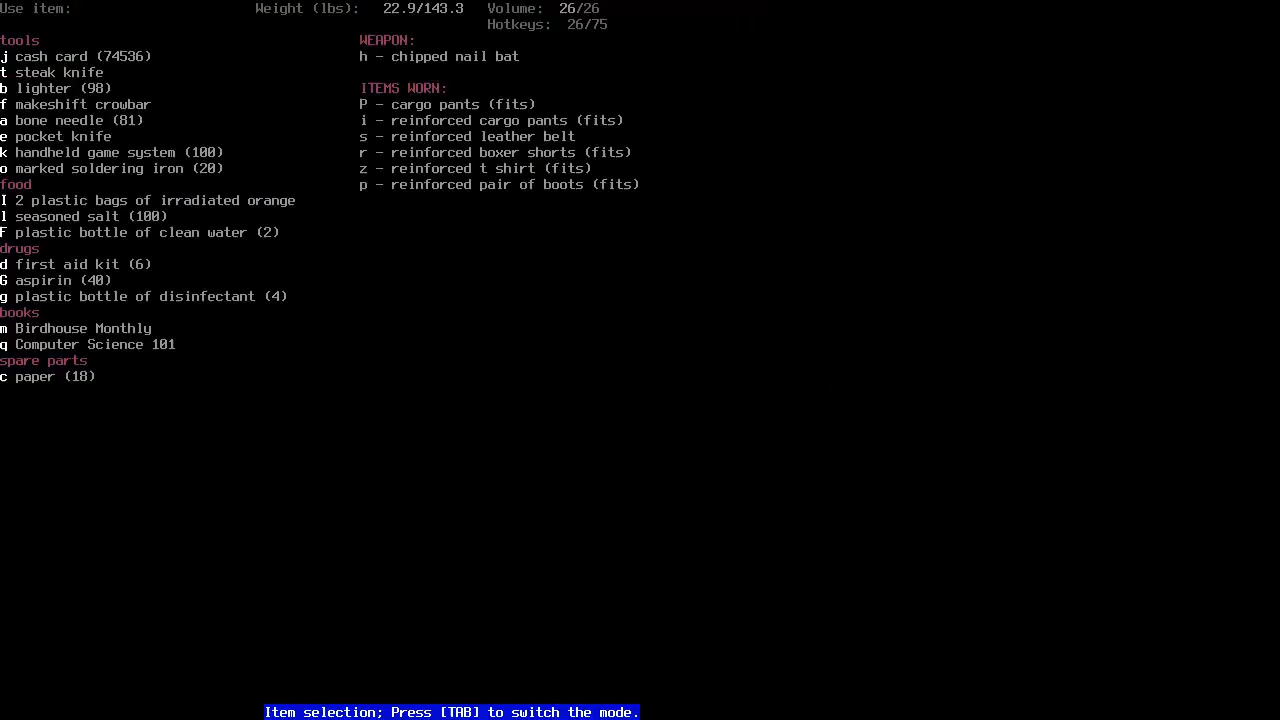 Use item:
Weight (lbs): 22.9/143.3 Volume: 26/26
Hotkeys: 26/75
tools
j cash card (74536)
t steak knife
b lighter (98)
f makeshift crowbar
a bone needle (81)
e pocket knife
k handheld game system (100)
o marked soldering iron (20)
food
I 2 plastic bags of irradiated orange
l seasoned salt (100)
F plastic bottle of clean water (2)
drugs
d first aid kit (6)
G aspirin (40)
g plastic bottle of disinfectant (4)
books
m Birdhouse Monthly
q Computer Science 101
spare parts
c paper (18)
WEAPON:
h - chipped nail bat
ITEMS WORN:
P - cargo pants (fits)
i - reinforced cargo pants (fits)
s - reinforced leather belt
r - reinforced boxer shorts (fits)
z - reinforced t shirt (fits)
p - reinforced pair of boots (fits)
Item selection; Press [TAB] to switch the mode.